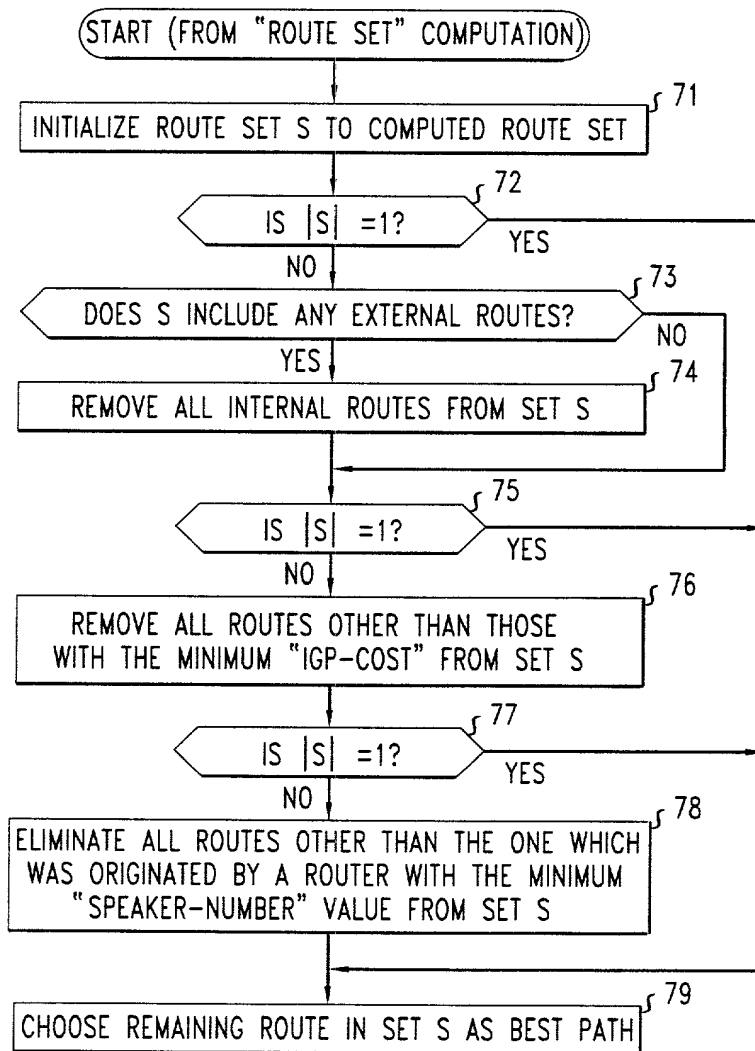 START (FROM "ROUTE SET" COMPUTATION)
71
INITIALIZE ROUTE SET S TO COMPUTED ROUTE SET
72
IS |S| =1?
YES
NO
73
DOES S INCLUDE ANY EXTERNAL ROUTES?
NO
YES
74
REMOVE ALL INTERNAL ROUTES FROM SET S
75
IS |S| =1?
YES
NO
76
REMOVE ALL ROUTES OTHER THAN THOSE
WITH THE MINIMUM "IGP-COST" FROM SET S
77
IS |S| =1?
YES
NO
78
ELIMINATE ALL ROUTES OTHER THAN THE ONE WHICH
WAS ORIGINATED BY A ROUTER WITH THE MINIMUM
"SPEAKER-NUMBER" VALUE FROM SET S
79
CHOOSE REMAINING ROUTE IN SET S AS BEST PATH